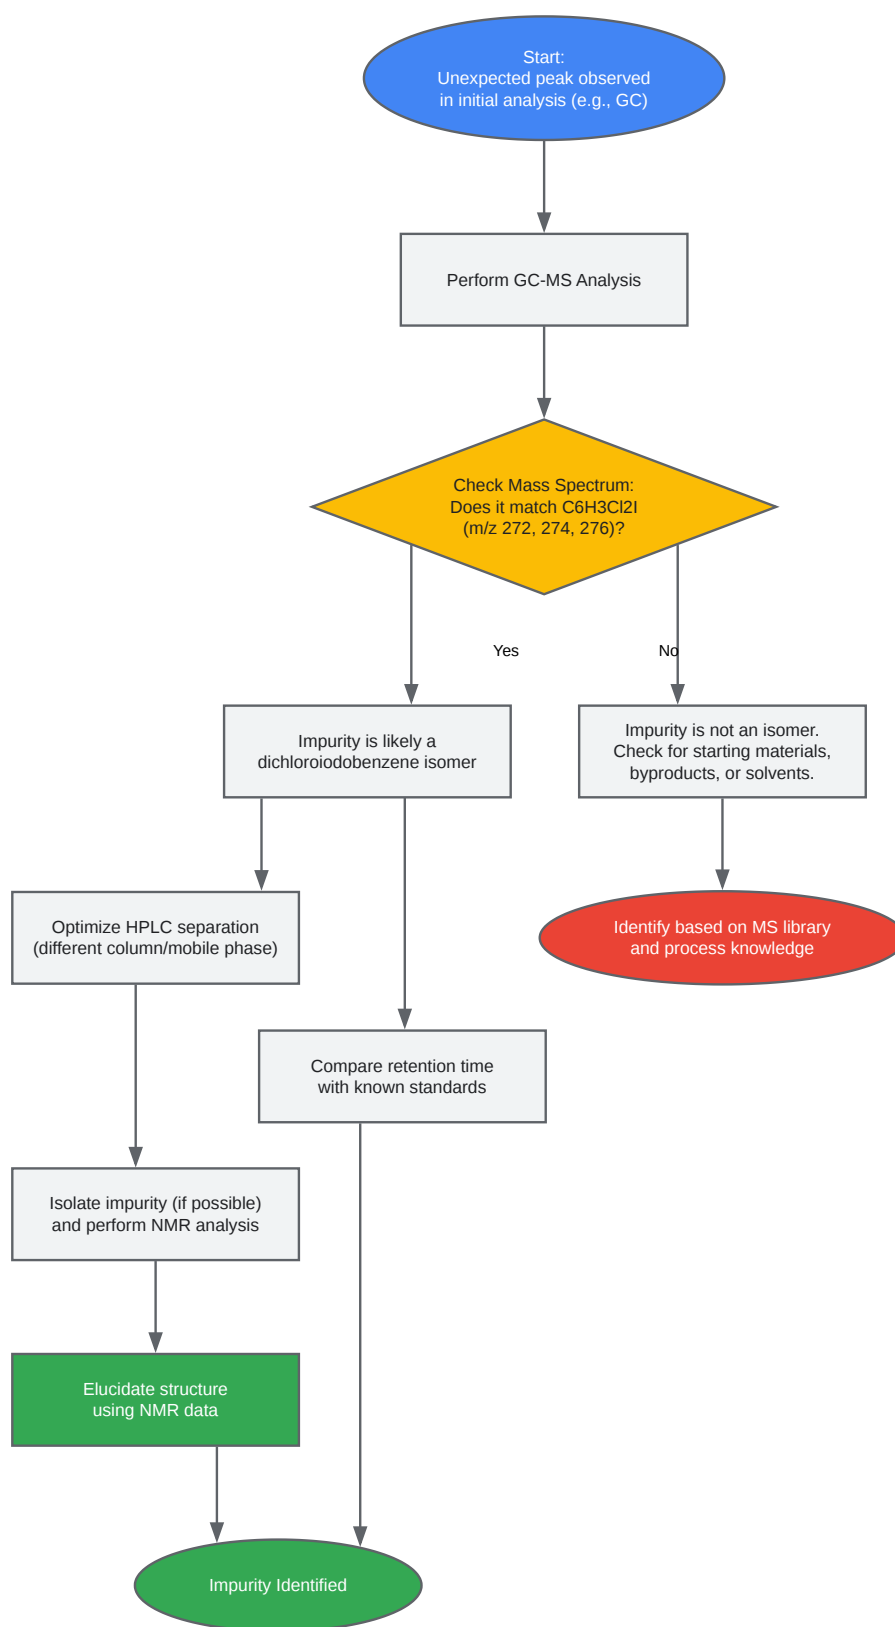 Start:
Unexpected peak observed
in initial analysis (e.g., GC)
Perform GC-MS Analysis
Check Mass Spectrum:
Does it match C6H3Cl2I
(m/z 272, 274, 276)?
Yes
No
Impurity is likely a
dichloroiodobenzene isomer
Impurity is not an isomer.
Check for starting materials,
byproducts, or solvents.
Optimize HPLC separation
(different column/mobile phase)
Identify based on MS library
and process knowledge
Compare retention time
with known standards
Isolate impurity (if possible)
and perform NMR analysis
Elucidate structure
using NMR data
Impurity Identified